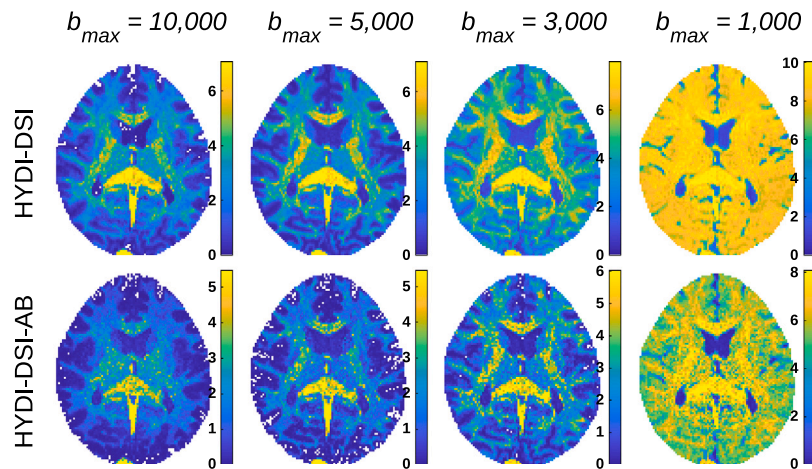 b_max = 10,000 b_max = 5,000 b_max = 3,000 b_max = 1,000
HYDI-DSI
6 4 2 0
6 4 2 0
6 4 2 0
10 8 6 4 2 0
HYDI-DSI-AB
5 4 3 2 1 0
5 4 3 2 1 0
6 5 4 3 2 1 0
8 6 4 2 0